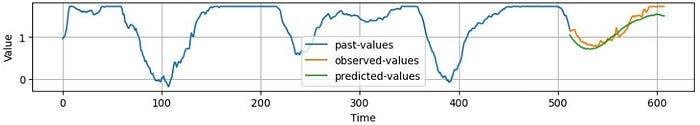 Value
1
0
past-values
observed-values
predicted-values
0 100 200 300 400 500 600
Time